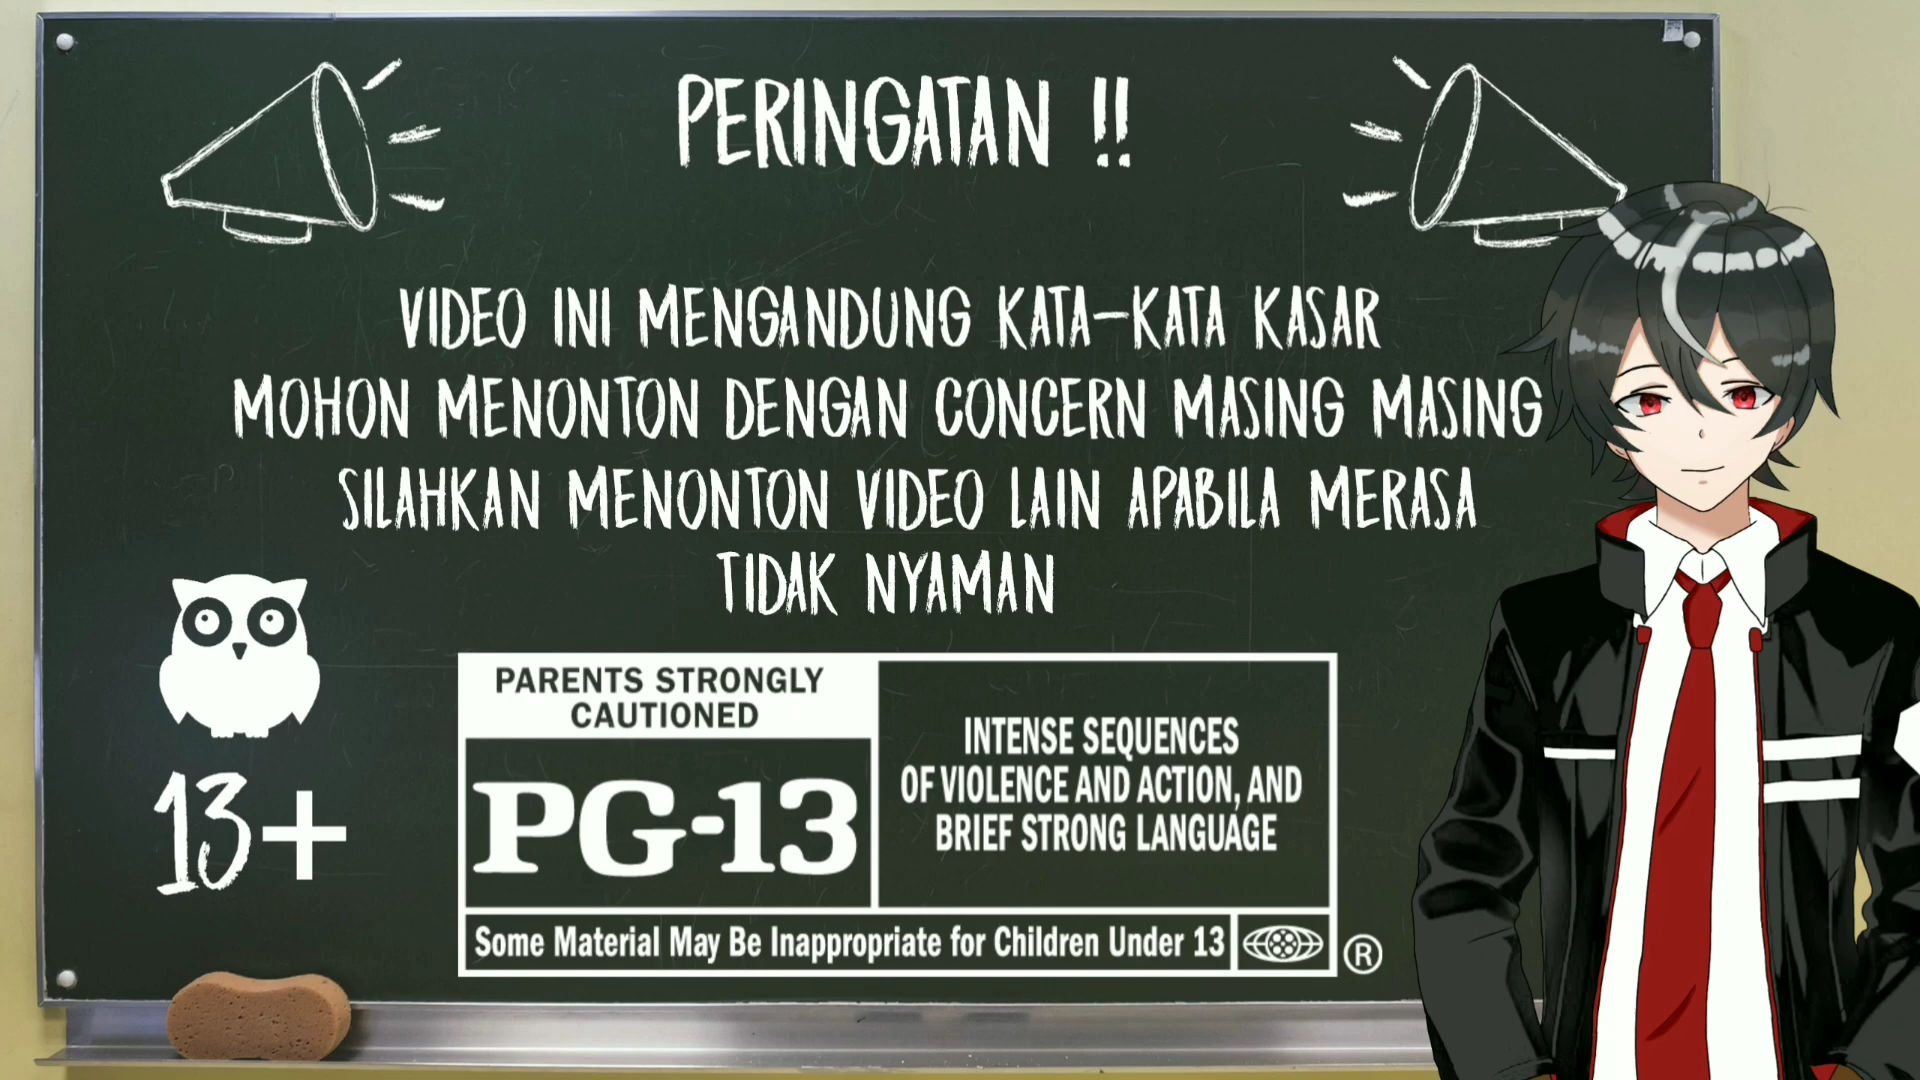 PERINGATAN !!
VIDEO INI MENGANDUNG KATA-KATA KASAR
MOHON MENONTON DENGAN CONCERN MASING MASING
SILAHKAN MENONTON VIDEO LAIN APABILA MERASA
TIDAK NYAMAN
13+
PARENTS STRONGLY
CAUTIONED
PG-13
INTENSE SEQUENCES
OF VIOLENCE AND ACTION, AND
BRIEF STRONG LANGUAGE
Some Material May Be Inappropriate for Children Under 13
®